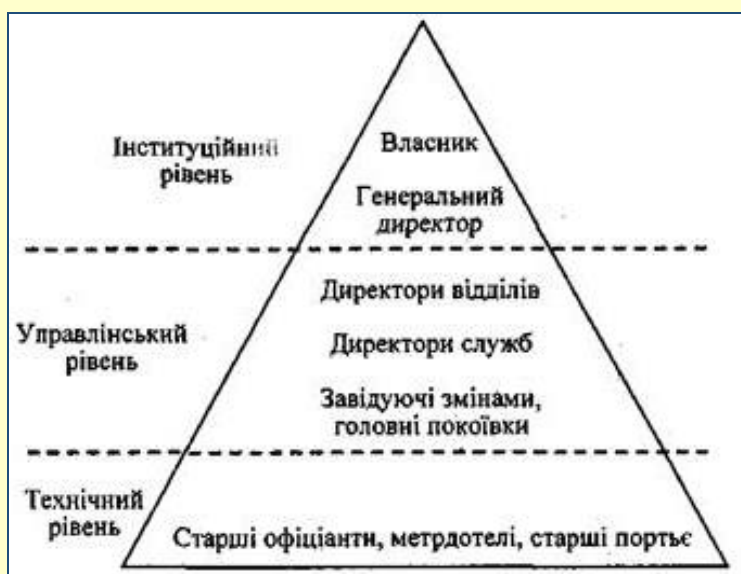 Інституційний
рівень
Власник
Генеральний
директор
Управлінський
рівень
Директори відділів
Директори служб
Завідуючі змінами,
головні покоївки
Технічний
рівень
Старші офіціанти, метрдотелі, старші портьє